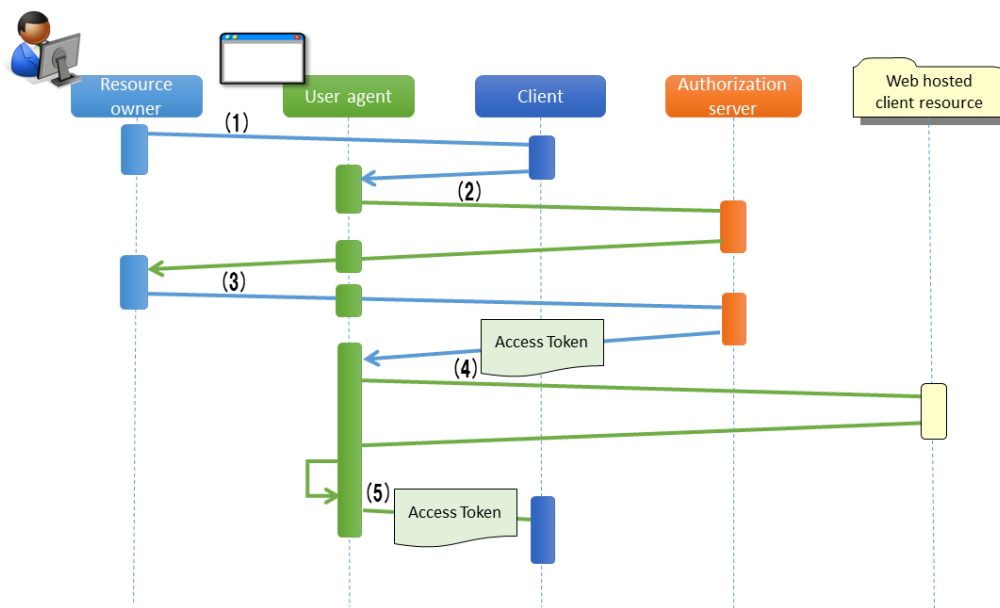 Resource
owner
User agent
Client
Authorization
server
Web hosted
client resource
(1)
(2)
(3)
Access Token
(4)
(5)
Access Token